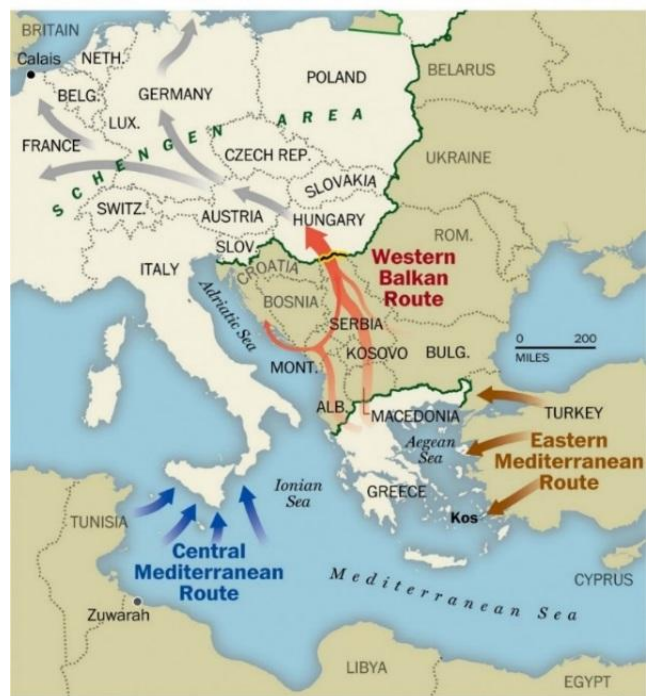 BRITAIN
Calais
NETH.
BELG.
GERMANY
POLAND
BELARUS
LUX.
FRANCE
SCHENGEN AREA
CZECH REP.
UKRAINE
SLOVAKIA
SWITZ.
AUSTRIA
HUNGARY
SLOV.
ROM.
ITALY
CROATIA
Western
Balkan
Route
BOSNIA
Adriatic Sea
SERBIA
0 200
MILES
KOSOVO
BULG.
MONT.
ALB.
MACEDONIA
TURKEY
Aegean
Sea
Eastern
Mediterranean
Route
Ionian
Sea
GREECE
Kos
TUNISIA
Central
Mediterranean
Route
Mediterranean Sea
CYPRUS
Zuwarah
LIBYA
EGYPT